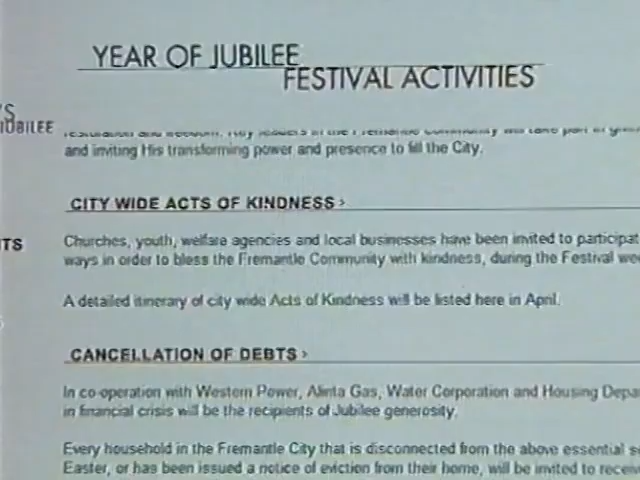 YEAR OF JUBILEE
FESTIVAL ACTIVITIES
JUBILEE
and inviting His transforming power and presence to fill the City.
CITY WIDE ACTS OF KINDNESS >
Churches, youth, welfare agencies and local businesses have been invited to participat
ways in order to bless the Fremantle Community with kindness, during the Festival wee
A detailed itinerary of city wide Acts of Kindness will be listed here in April.
CANCELLATION OF DEBTS >
In co-operation with Western Power, Alinta Gas, Water Corporation and Housing Depa
in financial crisis will be the recipients of Jubilee generosity.
Every household in the Fremantle City that is disconnected from the above essential s
Easter, or has been issued a notice of eviction from their home, will be invited to recei